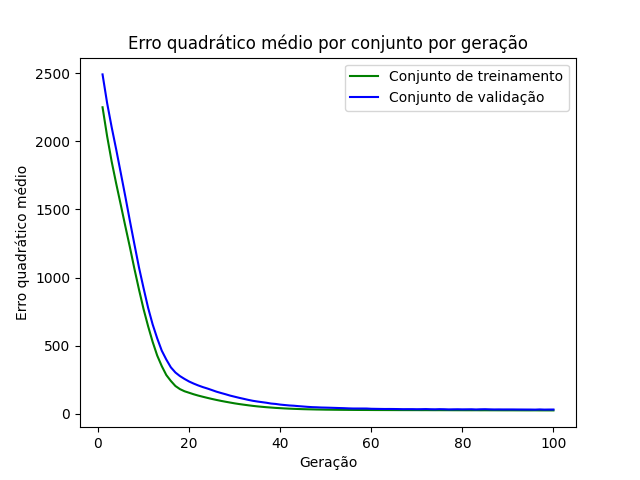 Erro quadrático médio por conjunto por geração
Conjunto de treinamento
Conjunto de validação
Erro quadrático médio
2500
2000
1500
1000
500
0
0 20 40 60 80 100
Geração